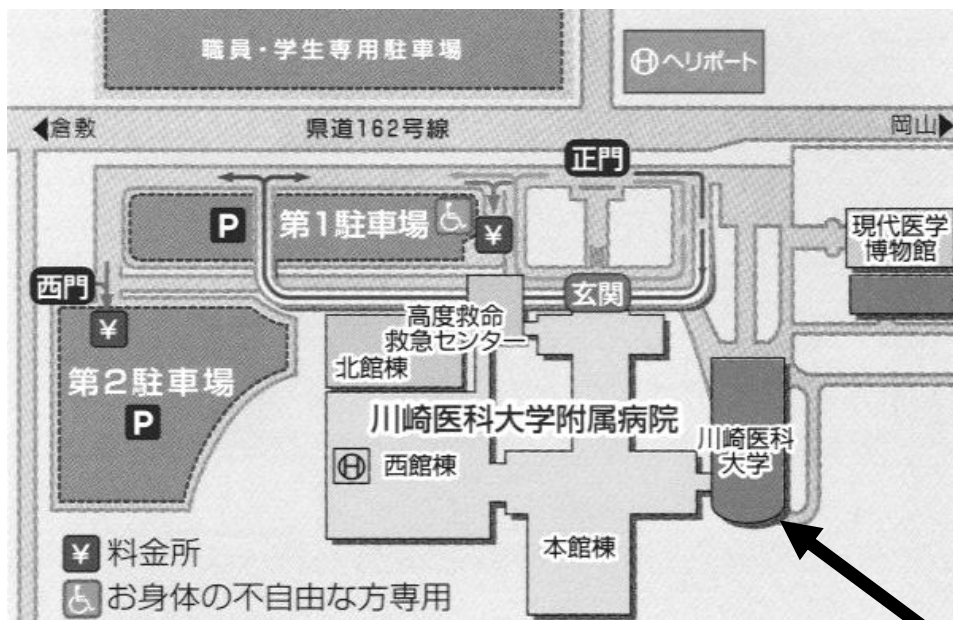 職員・学生専用駐車場
Hヘリポート
◀倉敷
県道162号線
岡山▶
正門
P
第1駐車場
¥
現代医学
博物館
西門
¥
玄関
高度救命
救急センター
北館棟
第2駐車場
P
川崎医科大学附属病院
川崎医科
大学
H
西館棟
本館棟
¥ 料金所
お身体の不自由な方専用